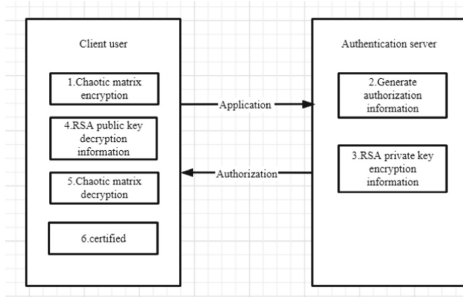 Client user
1.Chaotic matrix
encryption
4.RSA public key
decryption
information
5.Chaotic matrix
decryption
6.certified
Application
Authorization
Authentication server
2.Generate
authorization
information
3.RSA private key
encryption
information